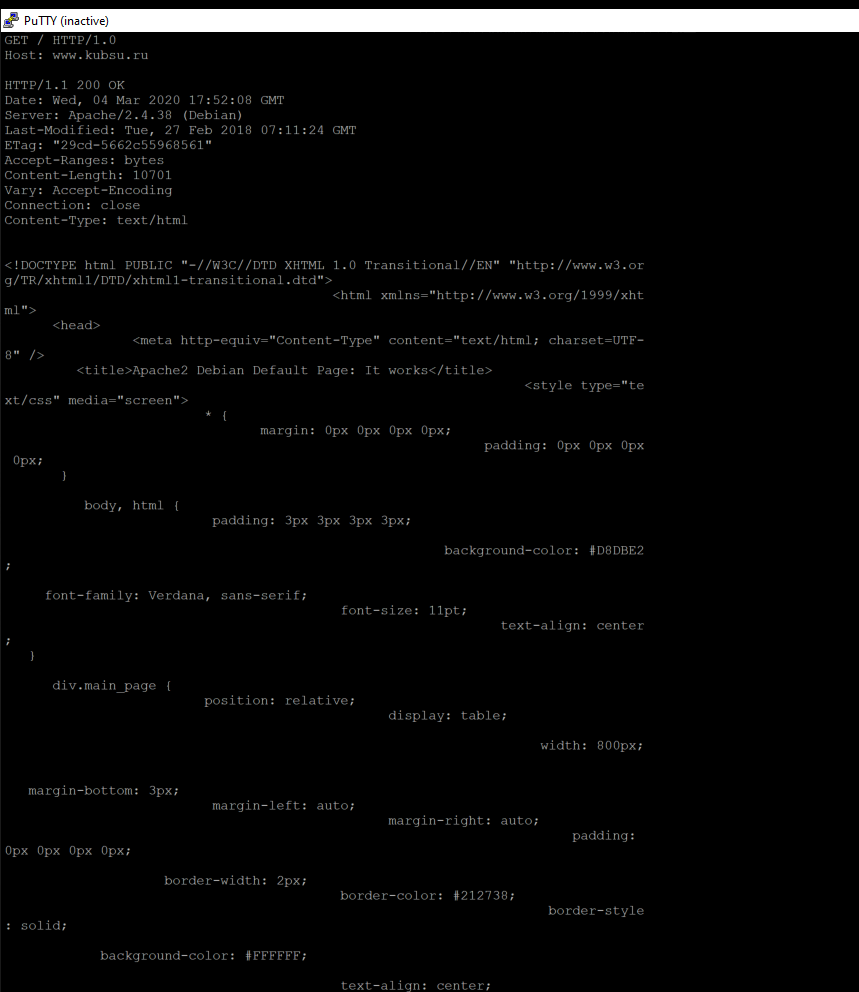 PuTTY (inactive)
GET / HTTP/1.0
Host: www.kubsu.ru
HTTP/1.1 200 OK
Date: Wed, 04 Mar 2020 17:52:08 GMT
Server: Apache/2.4.38 (Debian)
Last-Modified: Tue, 27 Feb 2018 07:11:24 GMT
ETag: "29cd-5662c55968561"
Accept-Ranges: bytes
Content-Length: 10701
Vary: Accept-Encoding
Connection: close
Content-Type: text/html
<!DOCTYPE html PUBLIC "-//W3C//DTD XHTML 1.0 Transitional//EN" "http://www.w3.or
g/TR/xhtml1/DTD/xhtml1-transitional.dtd">
<html xmlns="http://www.w3.org/1999/xht
ml">
<head>
<meta http-equiv="Content-Type" content="text/html; charset=UTF-
8" />
<title>Apache2 Debian Default Page: It works</title>
<style type="te
xt/css" media="screen">
* {
margin: 0px 0px 0px 0px;
padding: 0px 0px 0px
0px;
}
body, html {
padding: 3px 3px 3px 3px;
background-color: #D8DBE2
;
font-family: Verdana, sans-serif;
font-size: 11pt;
text-align: center
;
}
div.main_page {
position: relative;
display: table;
width: 800px;
margin-bottom: 3px;
margin-left: auto;
margin-right: auto;
padding:
0px 0px 0px 0px;
border-width: 2px;
border-color: #212738;
border-style
: solid;
background-color: #FFFFFF;
text-align: center;